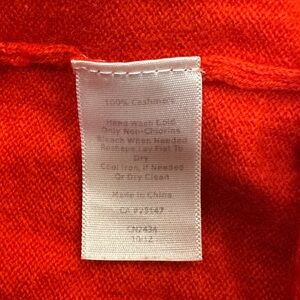 100% Cashmere
Hand Wash Cold
Only Non-Chlorine
Bleach When Needed
Reshape, Lay Flat To
Dry
Cool Iron, if Needed
Or Dry Clean
Made in China
CA #25147
CN2434
10/12